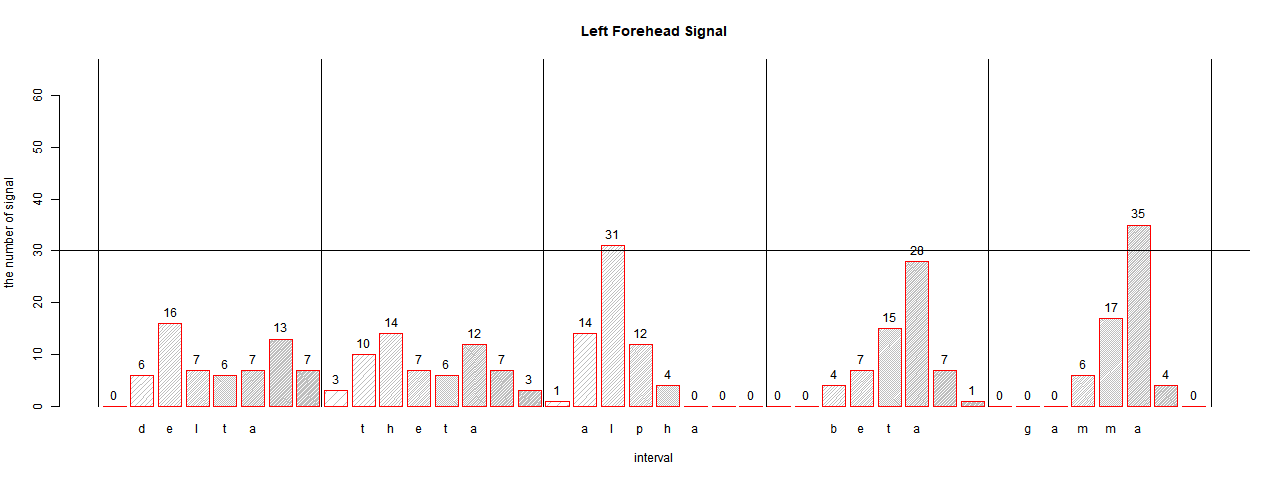 Left Forehead Signal
the number of signal
60
50
40
30
20
10
0
0 6 16 7 6 7 13 7 3 10 14 7 6 12 7 3 1 14 31 12 4 0 0 0 0 0 4 7 15 28 7 1 0 0 0 6 17 35 4 0
d e l t a t h e t a a l p h a b e t a g a m m a
interval